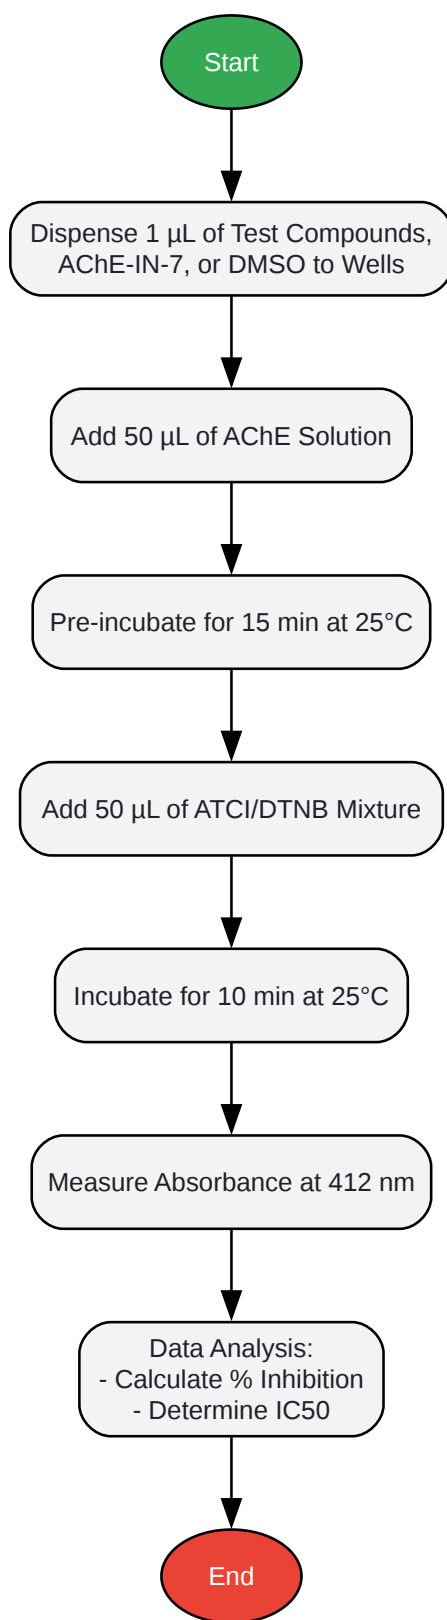 Start
Dispense 1 µL of Test Compounds,
AChE-IN-7, or DMSO to Wells
Add 50 µL of AChE Solution
Pre-incubate for 15 min at 25°C
Add 50 µL of ATCI/DTNB Mixture
Incubate for 10 min at 25°C
Measure Absorbance at 412 nm
Data Analysis:
- Calculate % Inhibition
- Determine IC50
End